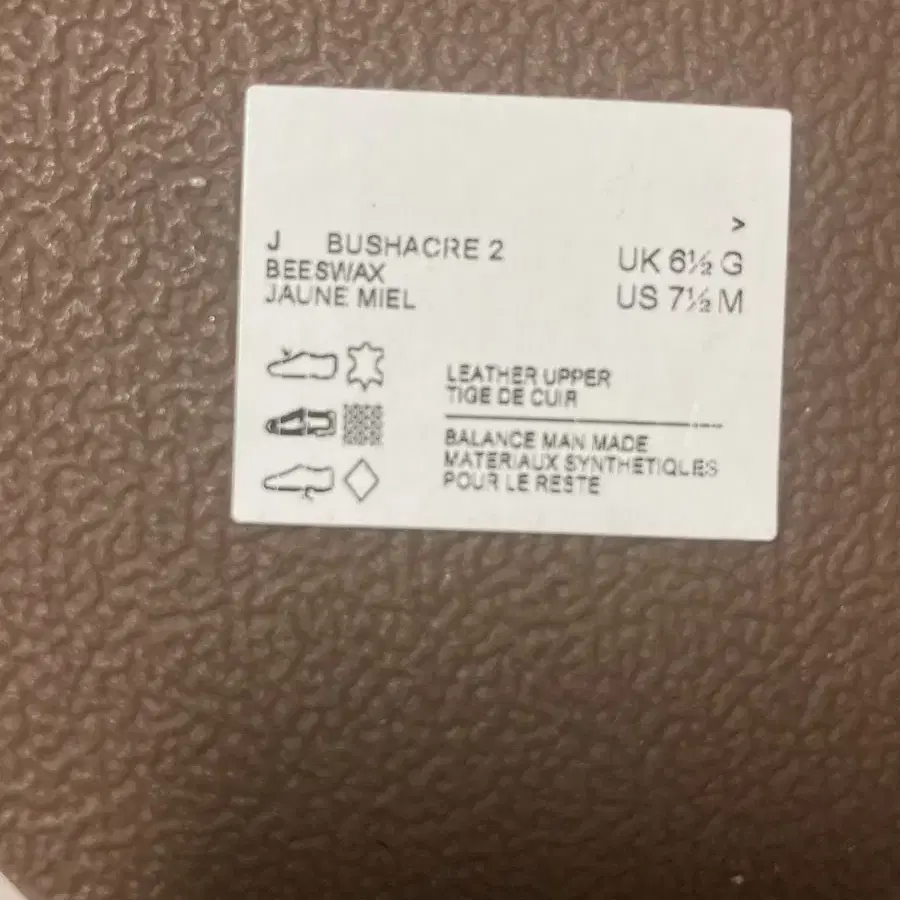 >
J BUSHACRE 2
BEESWAX
JAUNE MIEL
UK 6½ G
US 7½ M
LEATHER UPPER
TIGE DE CUIR
BALANCE MAN MADE
MATERIAUX SYNTHETIQUES
POUR LE RESTE